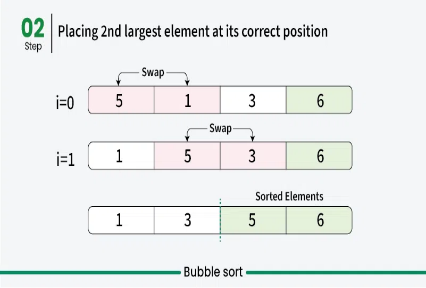 02
Step
Placing 2nd largest element at its correct position
Swap
i=0 5 1 3 6
Swap
i=1 1 5 3 6
Sorted Elements
1 3 5 6
Bubble sort